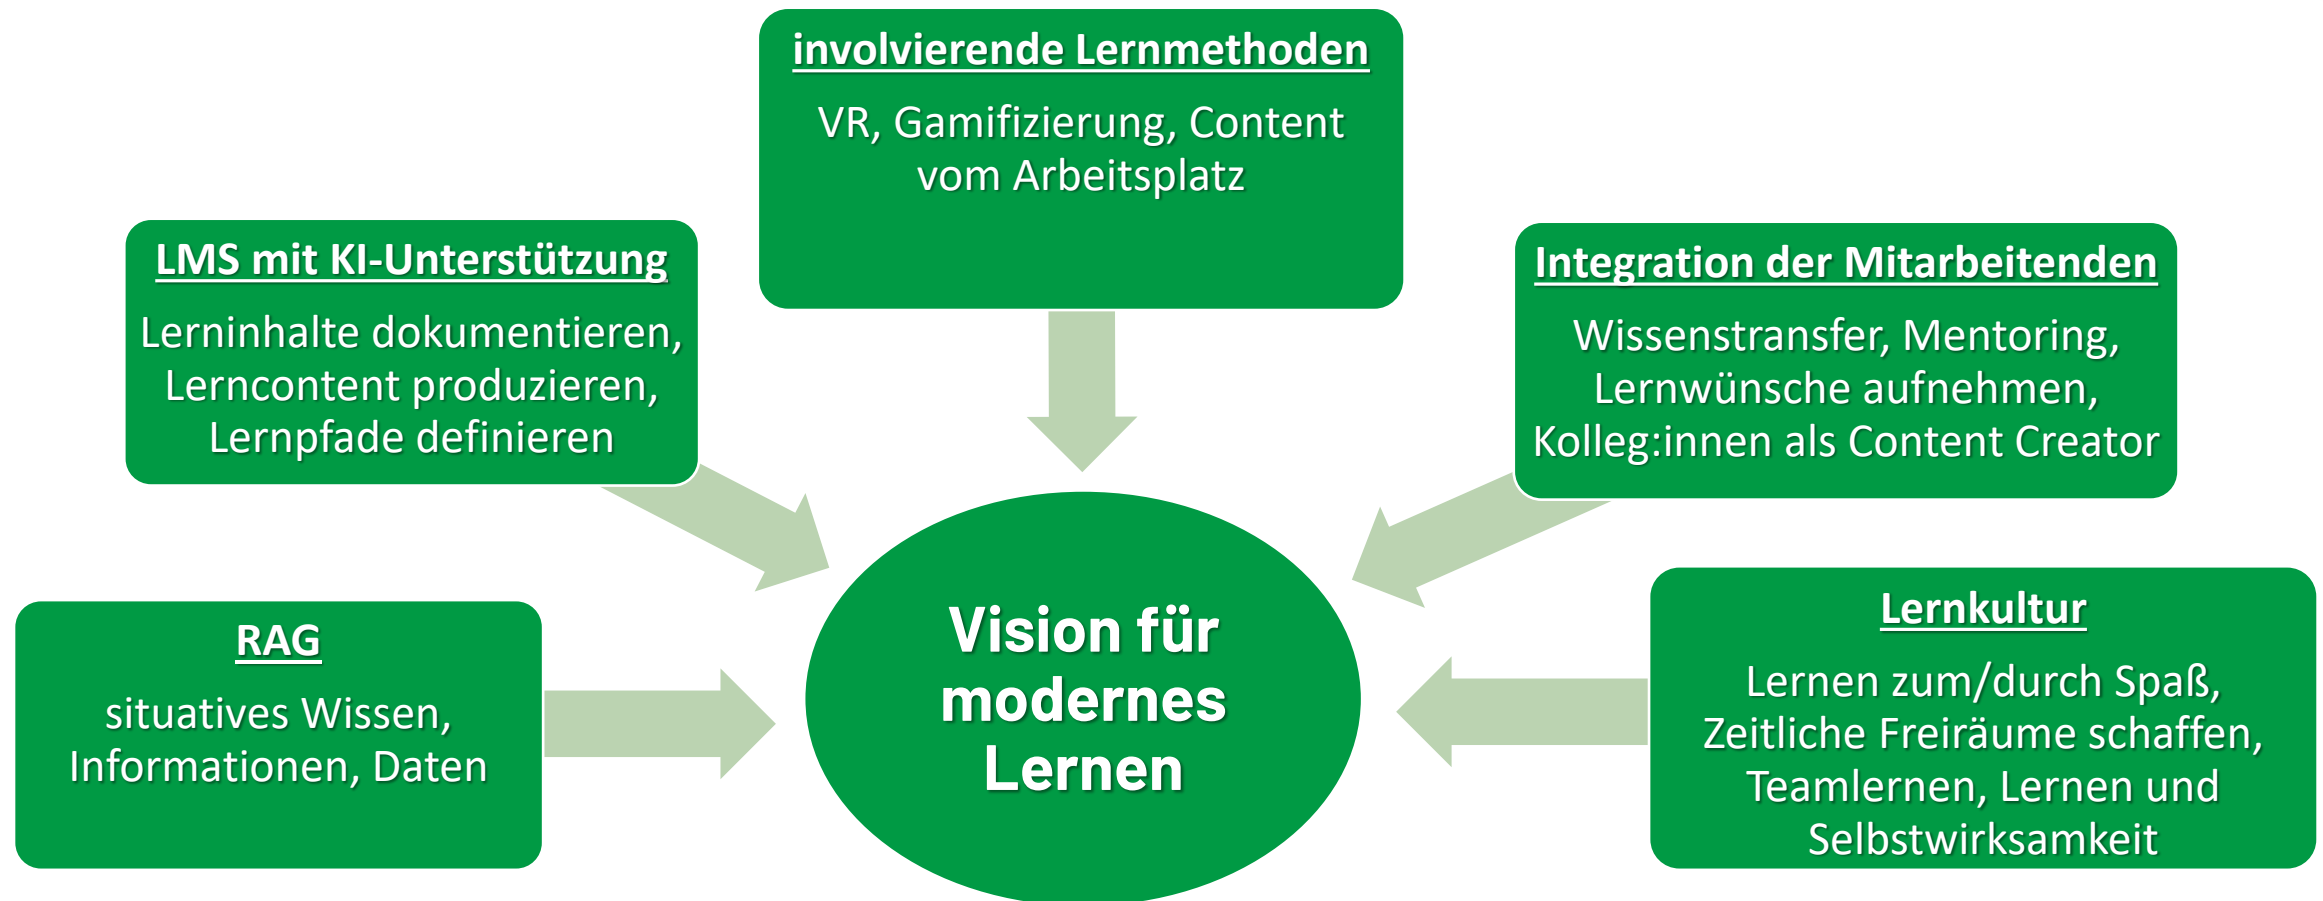 involvierende Lernmethoden
VR, Gamifizierung, Content
vom Arbeitsplatz
LMS mit KI-Unterstützung
Lerninhalte dokumentieren,
Lerncontent produzieren,
Lernpfade definieren
Integration der Mitarbeitenden
Wissenstransfer, Mentoring,
Lernwünsche aufnehmen,
Kolleg:innen als Content Creator
RAG
situatives Wissen,
Informationen, Daten
Vision für
modernes
Lernen
Lernkultur
Lernen zum/durch Spaß,
Zeitliche Freiräume schaffen,
Teamlernen, Lernen und
Selbstwirksamkeit